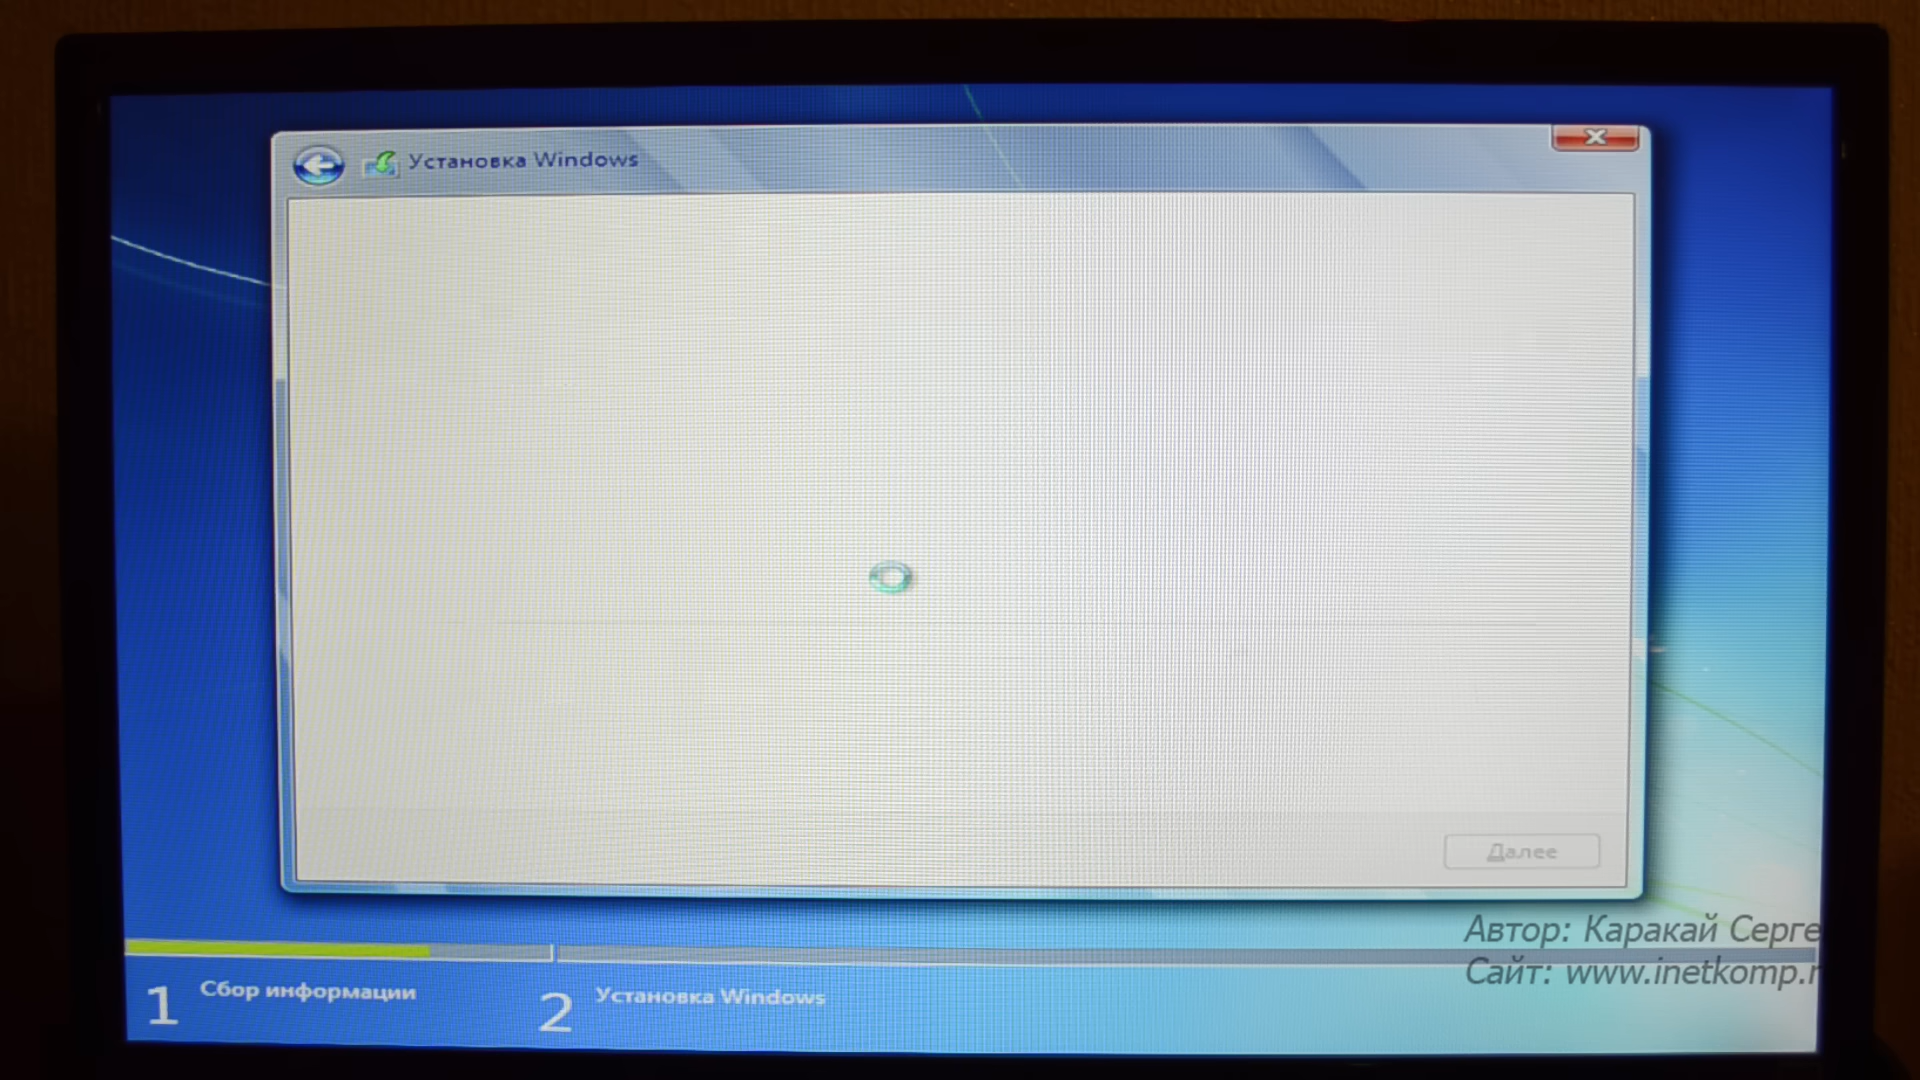 Установка Windows
Далее
Автор: Каракай Серге
Сайт: www.inetkomp.r
1 Сбор информации
2 Установка Windows